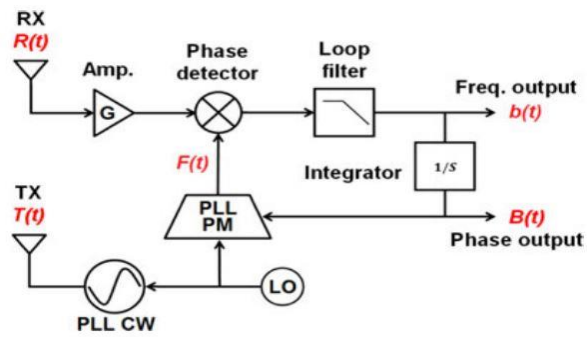 RX
R(t)
Amp.
G
Phase
detector
Loop
filter
Freq. output
b(t)
F(t)
Integrator
1/S
TX
T(t)
PLL
PM
B(t)
Phase output
LO
PLL CW